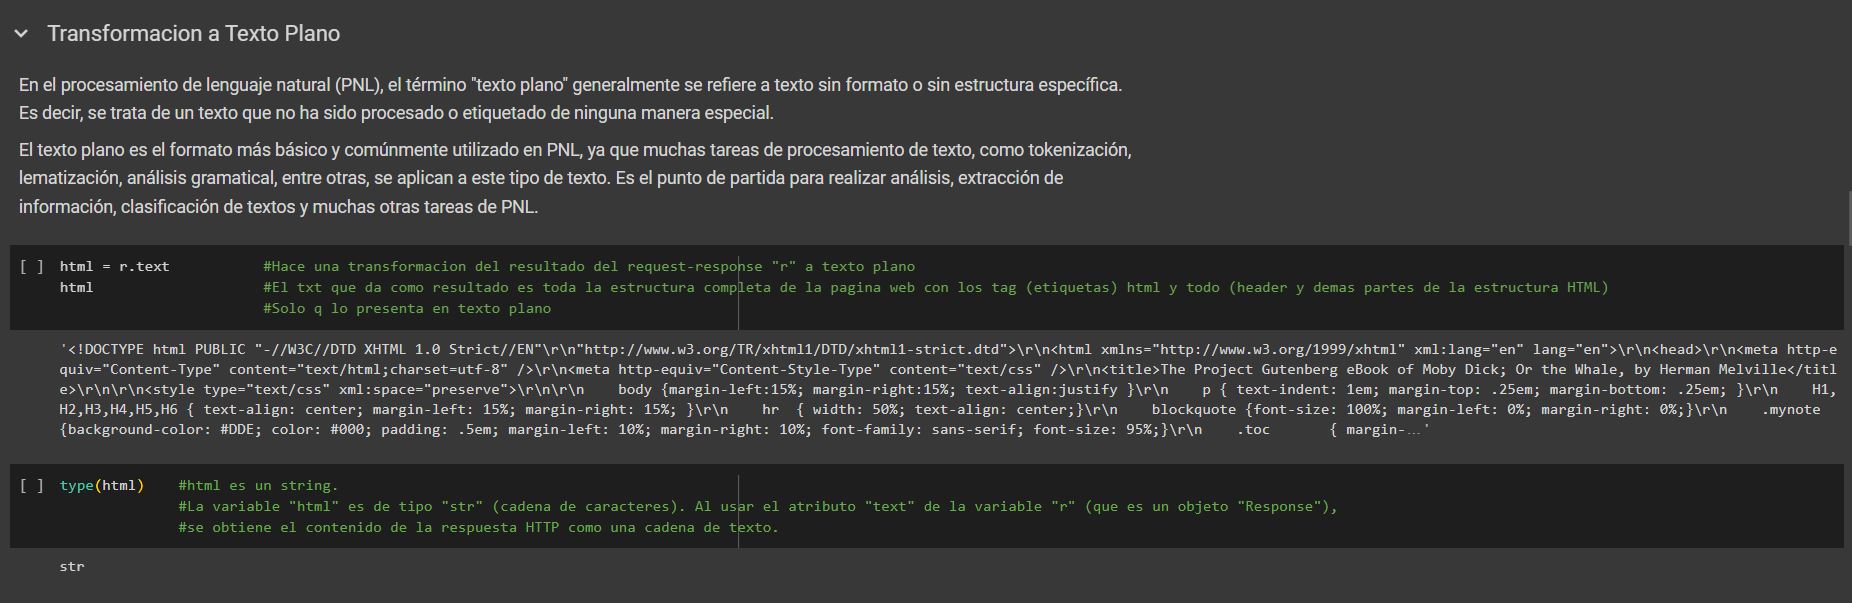 Transformacion a Texto Plano
En el procesamiento de lenguaje natural (PNL), el término "texto plano" generalmente se refiere a texto sin formato o sin estructura específica.
Es decir, se trata de un texto que no ha sido procesado o etiquetado de ninguna manera especial.
El texto plano es el formato más básico y comúnmente utilizado en PNL, ya que muchas tareas de procesamiento de texto, como tokenización,
lematización, análisis gramatical, entre otras, se aplican a este tipo de texto. Es el punto de partida para realizar análisis, extracción de
información, clasificación de textos y muchas otras tareas de PNL.
[ ] html = r.text #Hace una transformacion del resultado del request-response "r" a texto plano
html #El txt que da como resultado es toda la estructura completa de la pagina web con los tag (etiquetas) html y todo (header y demas partes de la estructura HTML)
#Solo q lo presenta en texto plano
'<!DOCTYPE html PUBLIC "-//W3C//DTD XHTML 1.0 Strict//EN"\r\n"http://www.w3.org/TR/xhtml1/DTD/xhtml1-strict.dtd">\r\n<html xmlns="http://www.w3.org/1999/xhtml" xml:lang="en" lang="en">\r\n<head>\r\n<meta http-e
quiv="Content-Type" content="text/html;charset=utf-8" />\r\n<meta http-equiv="Content-Style-Type" content="text/css" />\r\n<title>The Project Gutenberg eBook of Moby Dick; Or the Whale, by Herman Melville</titl
e>\r\n\r\n<style type="text/css" xml:space="preserve">\r\n\r\n    body {margin-left:15%; margin-right:15%; text-align:justify }\r\n    p { text-indent: 1em; margin-top: .25em; margin-bottom: .25em; }\r\n    H1,
H2,H3,H4,H5,H6 { text-align: center; margin-left: 15%; margin-right: 15%; }\r\n    hr  { width: 50%; text-align: center;}\r\n    blockquote {font-size: 100%; margin-left: 0%; margin-right: 0%;}\r\n    .mynote
{background-color: #DDE; color: #000; padding: .5em; margin-left: 10%; margin-right: 10%; font-family: sans-serif; font-size: 95%;}\r\n    .toc       { margin-...'
[ ] type(html) #html es un string.
#La variable "html" es de tipo "str" (cadena de caracteres). Al usar el atributo "text" de la variable "r" (que es un objeto "Response"),
#se obtiene el contenido de la respuesta HTTP como una cadena de texto.
str